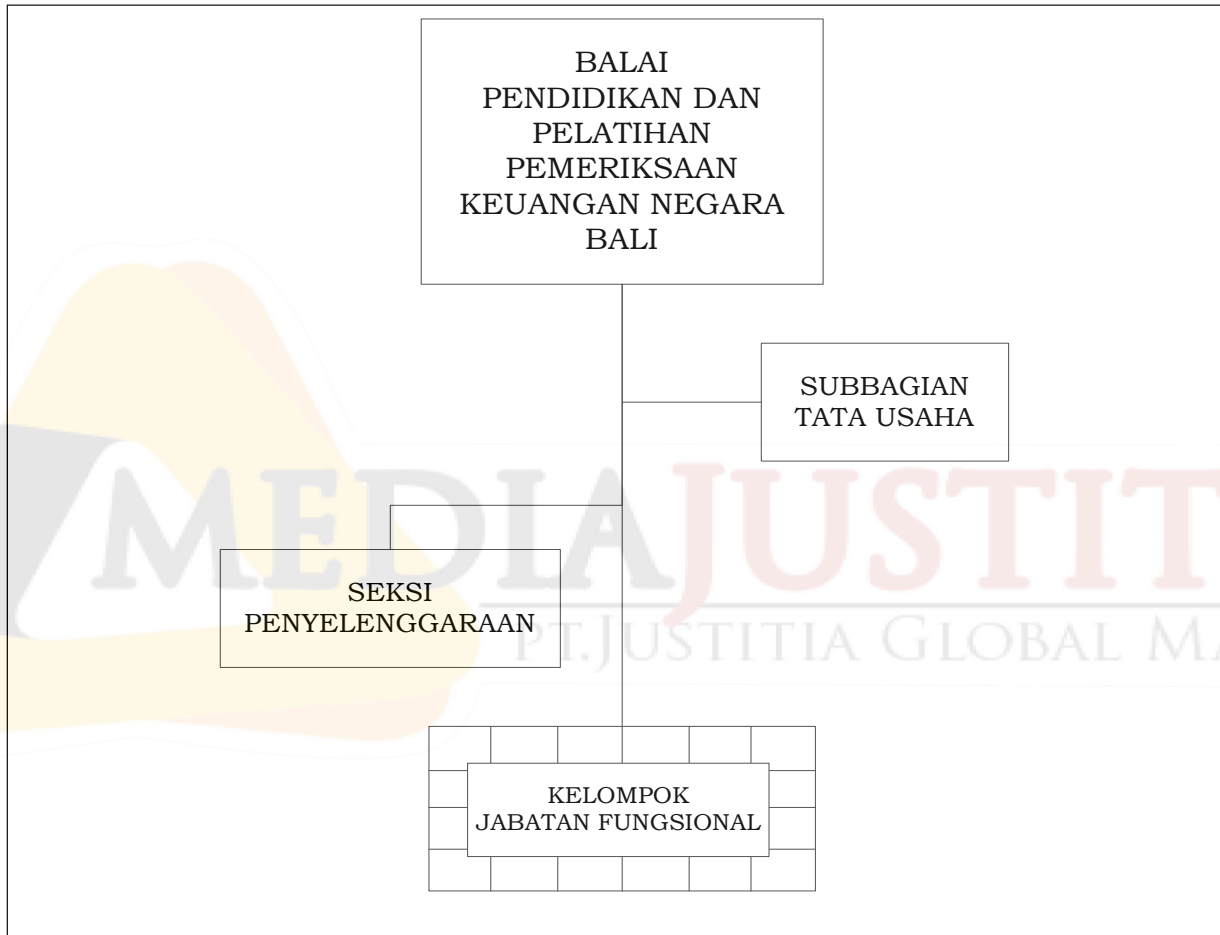 BALAI
PENDIDIKAN DAN
PELATIHAN
PEMERIKSAAN
KEUANGAN NEGARA
BALI
SUBBAGIAN
TATA USAHA
MEDIAJUSTIT
PT.JUSTITIA GLOBAL MA
SEKSI
PENYELENGGARAAN
KELOMPOK
JABATAN FUNGSIONAL